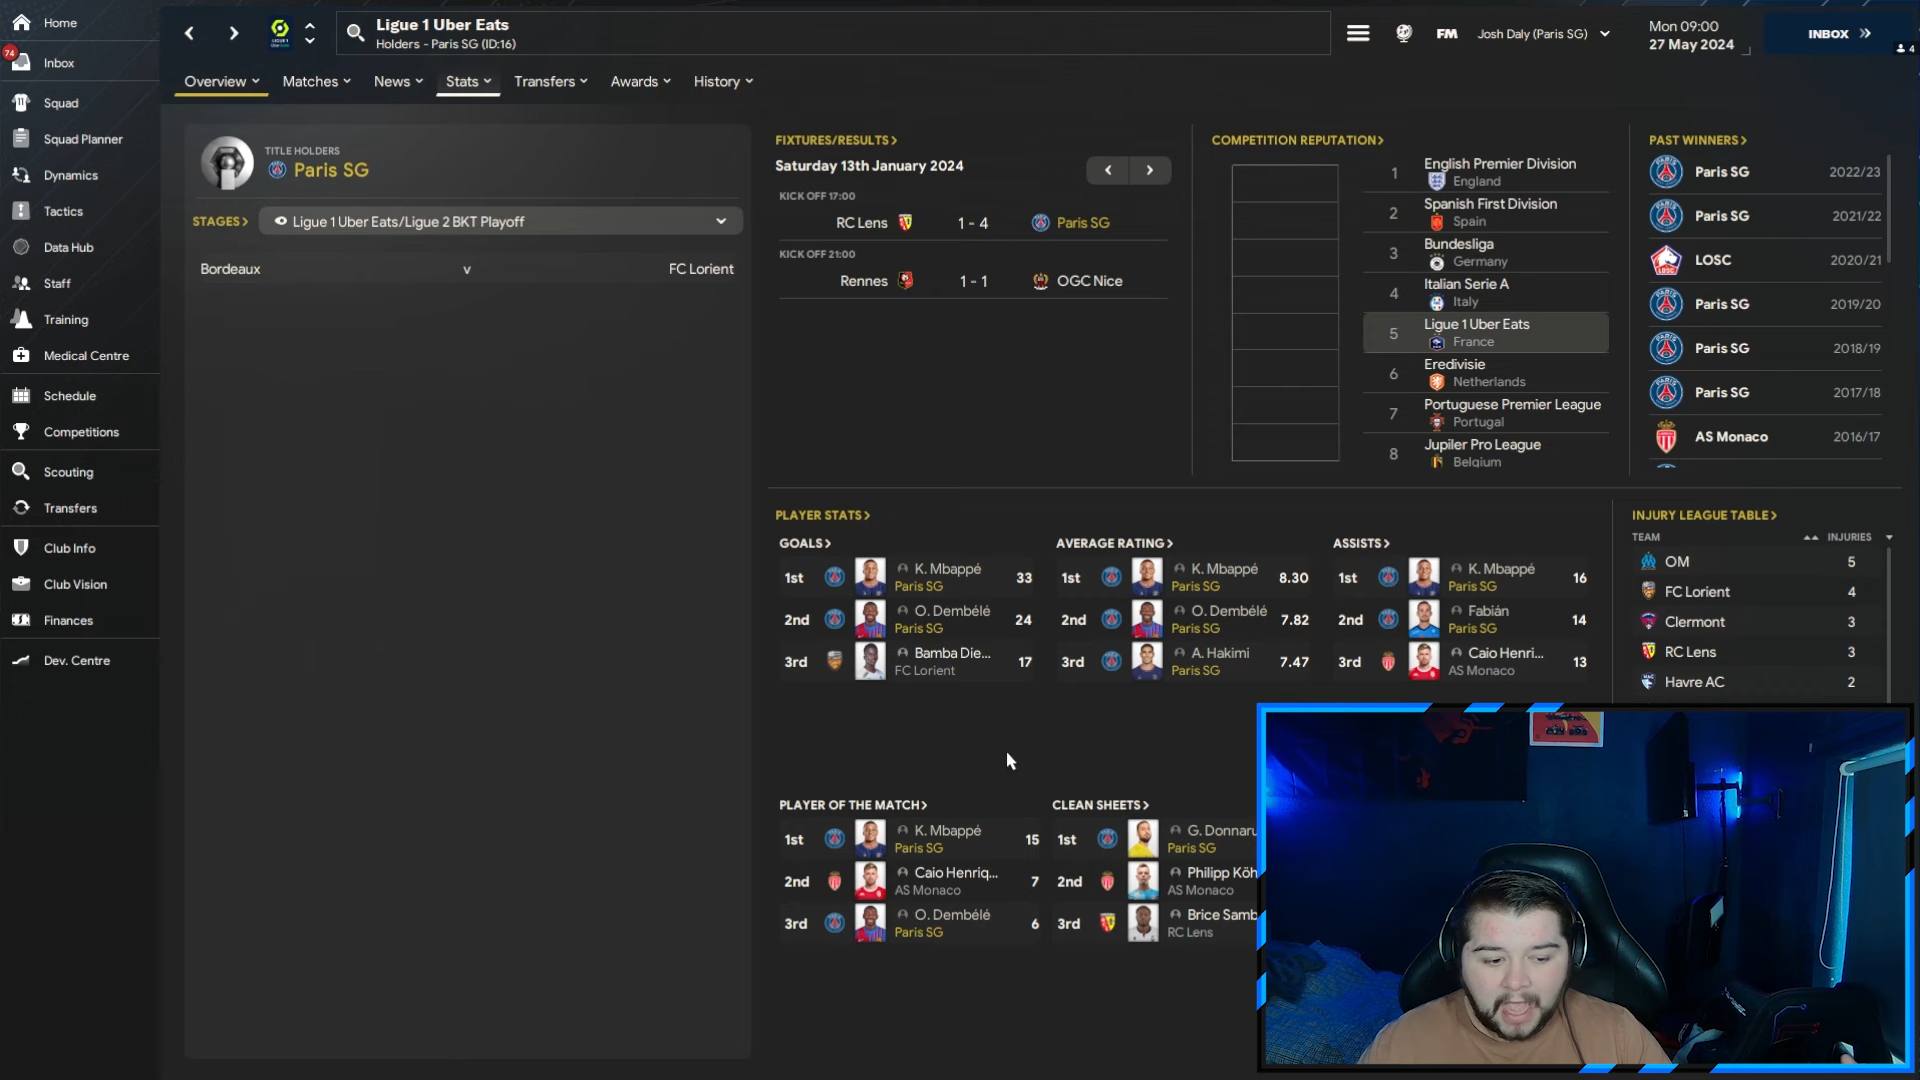 Home
74
Inbox
Squad
Squad Planner
Dynamics
Tactics
Data Hub
Staff
Training
Medical Centre
Schedule
Competitions
Scouting
Transfers
Club Info
Club Vision
Finances
Dev. Centre
Ligue 1 Uber Eats
Holders - Paris SG (ID:16)
FM
Josh Daly (Paris SG)
Mon 09:00
27 May 2024
INBOX
4
Overview Matches News Stats Transfers Awards History
TITLE HOLDERS
Paris SG
STAGES> Ligue 1 Uber Eats/Ligue 2 BKT Playoff
Bordeaux v FC Lorient
FIXTURES/RESULTS>
Saturday 13th January 2024
KICK OFF 17:00
RC Lens 1 - 4 Paris SG
KICK OFF 21:00
Rennes 1 - 1 OGC Nice
COMPETITION REPUTATION>
1 English Premier Division
England
2 Spanish First Division
Spain
3 Bundesliga
Germany
4 Italian Serie A
Italy
5 Ligue 1 Uber Eats
France
6 Eredivisie
Netherlands
7 Portuguese Premier League
Portugal
8 Jupiler Pro League
Belgium
PAST WINNERS>
Paris SG 2022/23
Paris SG 2021/22
LOSC 2020/21
Paris SG 2019/20
Paris SG 2018/19
Paris SG 2017/18
AS Monaco 2016/17
PLAYER STATS>
GOALS>
1st K. Mbappé 33
Paris SG
2nd O. Dembélé 24
Paris SG
3rd Bamba Die... 17
FC Lorient
AVERAGE RATING>
1st K. Mbappé 8.30
Paris SG
2nd O. Dembélé 7.82
Paris SG
3rd A. Hakimi 7.47
Paris SG
ASSISTS>
1st K. Mbappé 16
Paris SG
2nd Fabián 14
Paris SG
3rd Caio Henri... 13
AS Monaco
INJURY LEAGUE TABLE>
TEAM INJURIES
OM 5
FC Lorient 4
Clermont 3
RC Lens 3
Havre AC 2
PLAYER OF THE MATCH>
1st K. Mbappé 15
Paris SG
2nd Caio Henriq... 7
AS Monaco
3rd O. Dembélé 6
Paris SG
CLEAN SHEETS>
1st G. Donnaru
Paris SG
2nd Philipp Köh
AS Monaco
3rd Brice Samb
RC Lens